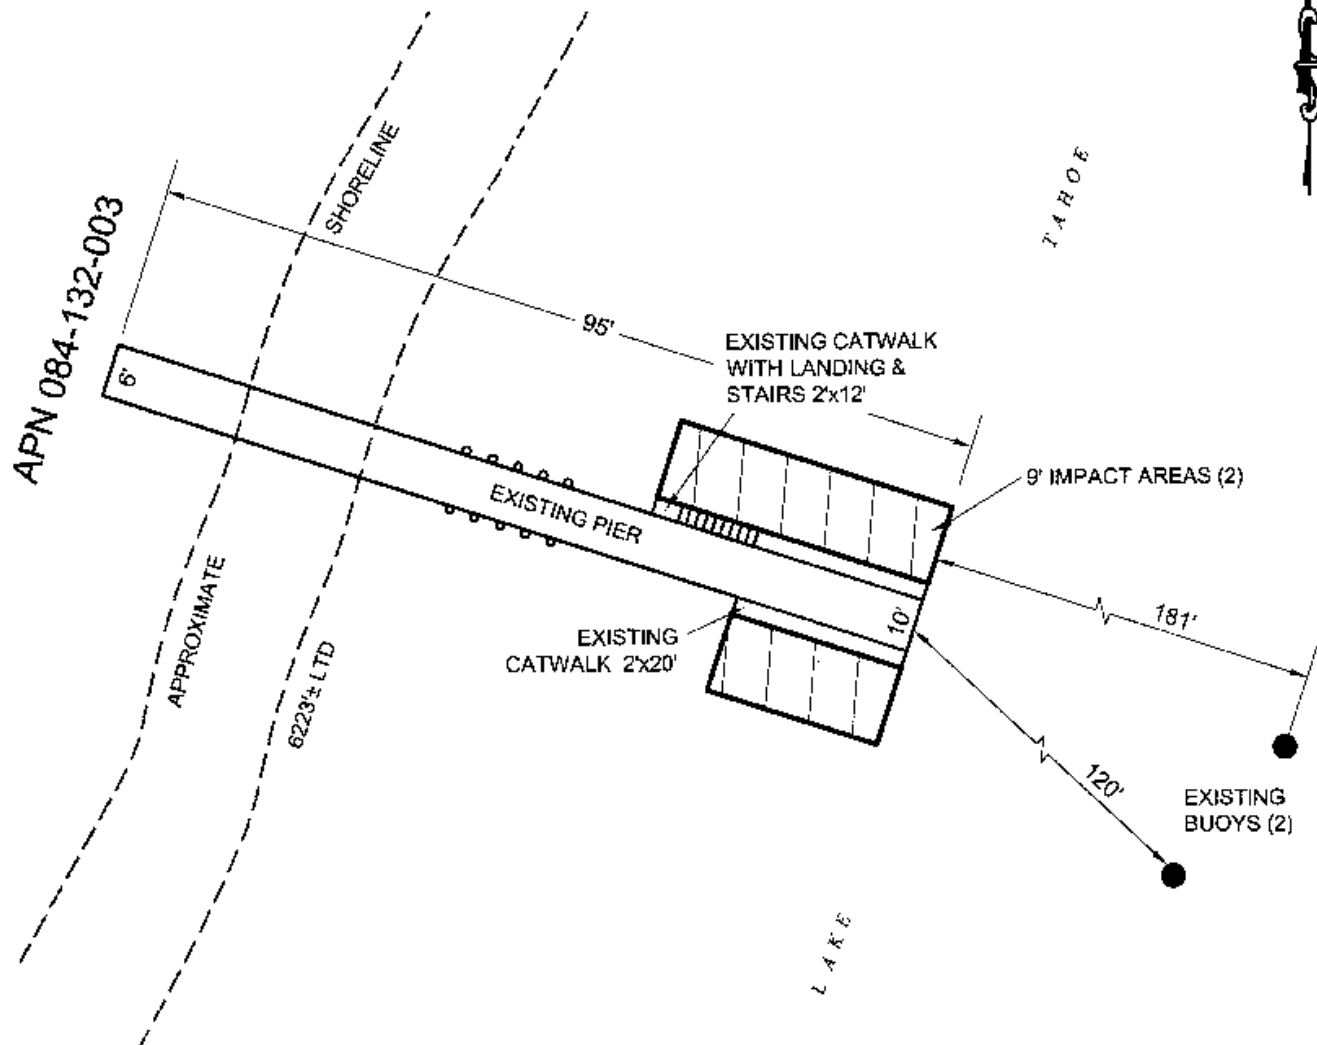 TAHOE
SHORELINE
APN 084-132-003
95'
EXISTING CATWALK
WITH LANDING &
STAIRS 2'x12'
6'
9' IMPACT AREAS (2)
EXISTING PIER
10'
181'
EXISTING
CATWALK 2'x20'
APPROXIMATE
6223'± LTD
120'
EXISTING
BUOYS (2)
LAKE